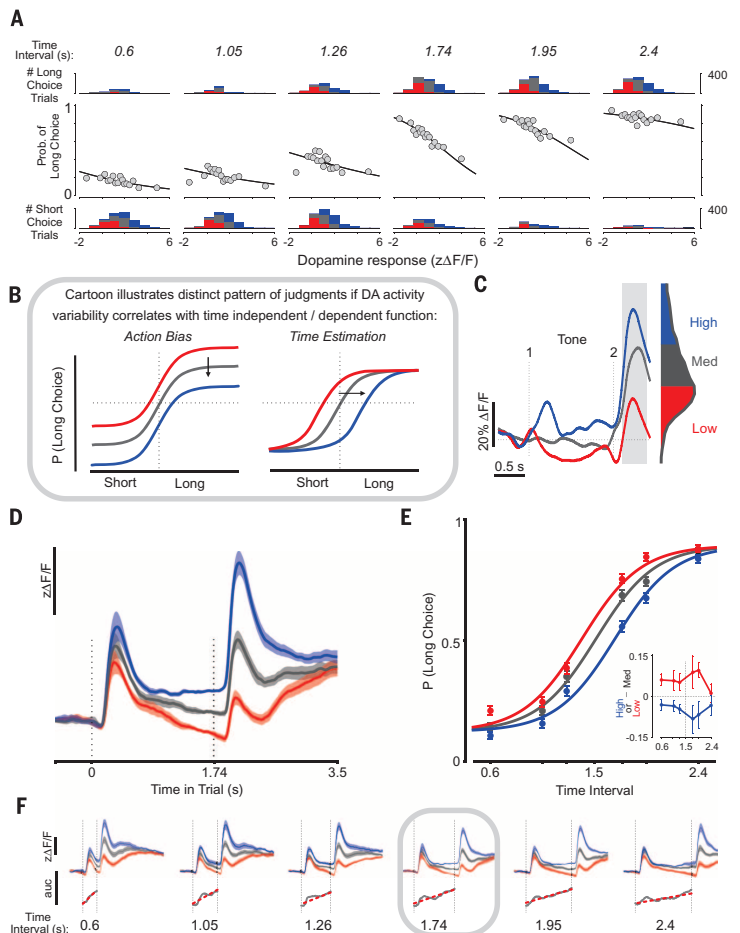 A
Time
Interval (s):
0.6 1.05 1.26 1.74 1.95 2.4
# Long
Choice
Trials
400
Prob. of
Long Choice
1
0
# Short
Choice
Trials
400
-2 6 -2 6 -2 6 -2 6 -2 6 -2 6
Dopamine response (zΔF/F)
B
Cartoon illustrates distinct pattern of judgments if DA activity
variability correlates with time independent / dependent function:
Action Bias Time Estimation
P (Long Choice)
Short Long Short Long
C
1 Tone 2
High
Med
Low
20% ΔF/F
0.5 s
D
zΔF/F
0 1.74 3.5
Time in Trial (s)
E
P (Long Choice)
1
0.5
0
0.6 1.5 2.4
Time Interval
High
or
Low
– Med
0.15
0
-0.15
0.6 1.5 2.4
F
zΔF/F
auc
Time
Interval (s):
0.6 1.05 1.26 1.74 1.95 2.4